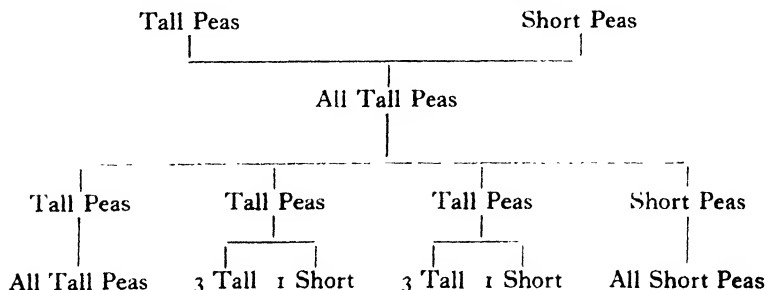 Tall Peas Short Peas
All Tall Peas
Tall Peas Tall Peas Tall Peas Short Peas
All Tall Peas 3 Tall 1 Short 3 Tall 1 Short All Short Peas